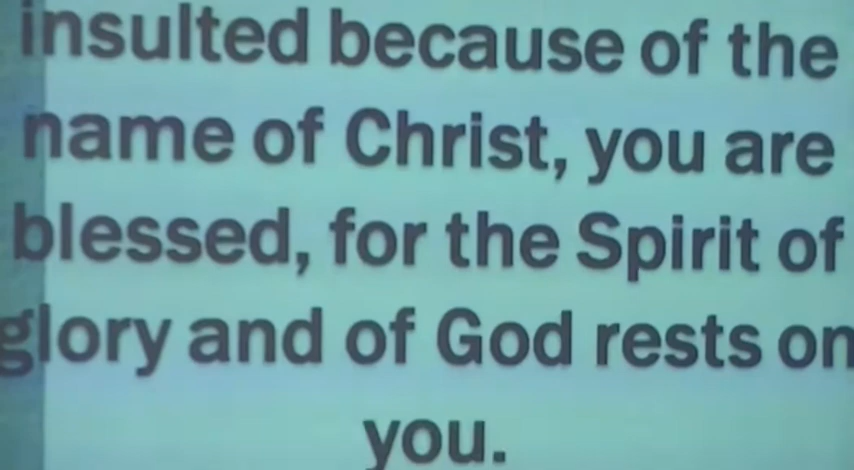 insulted because of the
name of Christ, you are
blessed, for the Spirit of
glory and of God rests on
you.